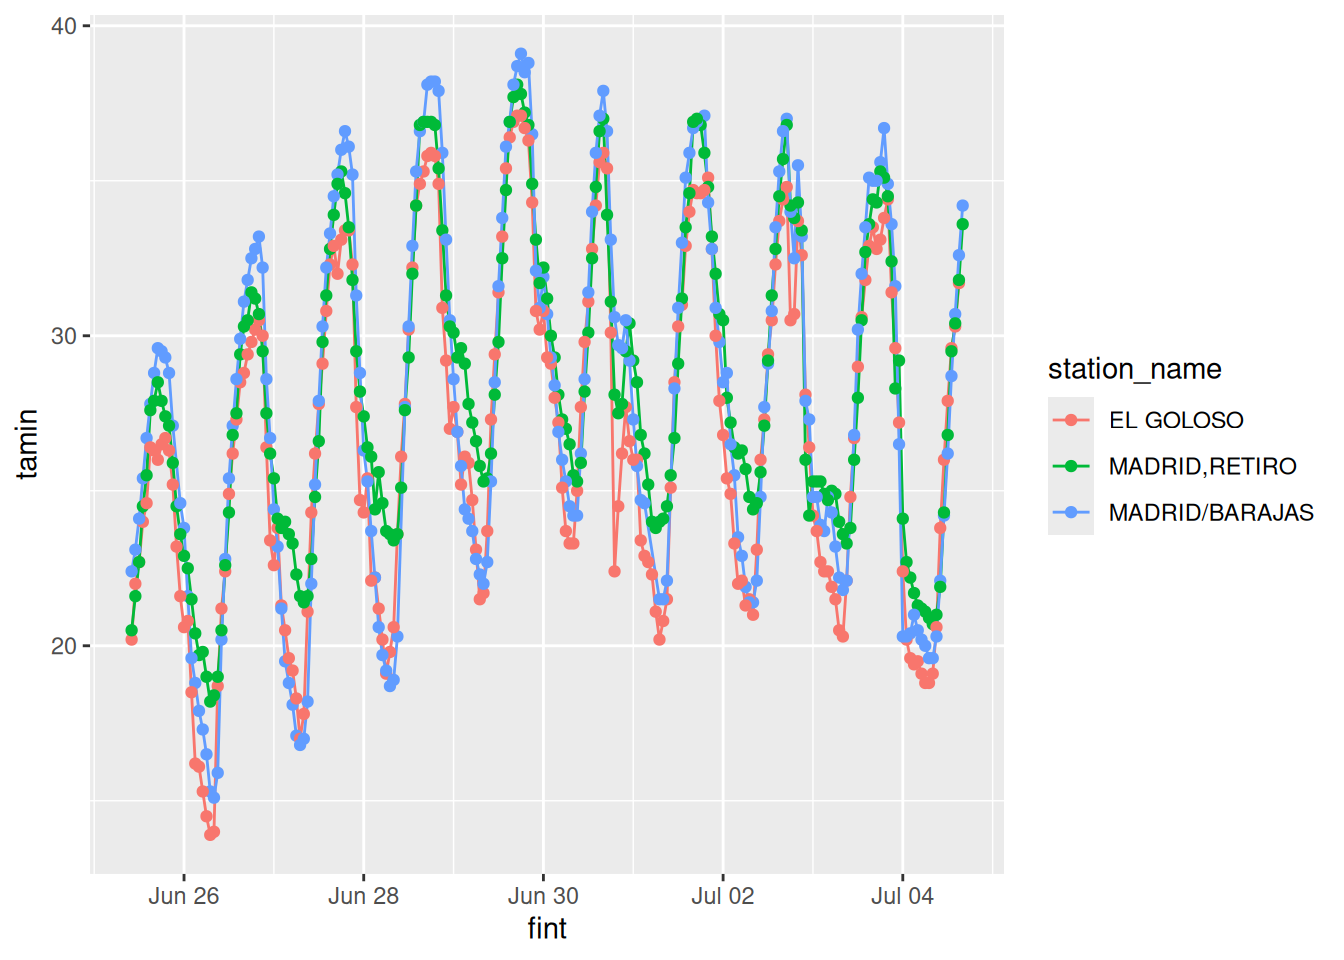 40
30
20
tamin
Jun 26
Jun 28
Jun 30
Jul 02
Jul 04
fint
station_name
EL GOLOSO
MADRID,RETIRO
MADRID/BARAJAS